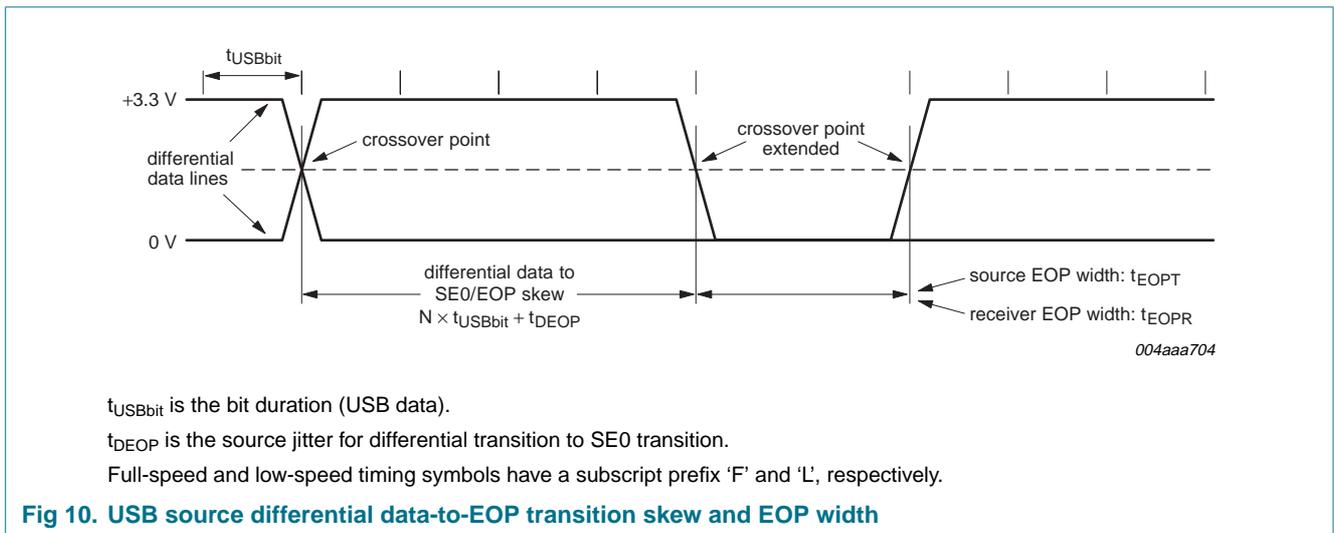 tUSBbit
+3.3 V
crossover point
crossover point
extended
differential
data lines
0 V
differential data to
SE0/EOP skew
N × tUSBbit + tDEOP
source EOP width: tEOPT
receiver EOP width: tEOPR
004aaa704
tUSBbit is the bit duration (USB data).
tDEOP is the source jitter for differential transition to SE0 transition.
Full-speed and low-speed timing symbols have a subscript prefix ‘F’ and ‘L’, respectively.
Fig 10. USB source differential data-to-EOP transition skew and EOP width